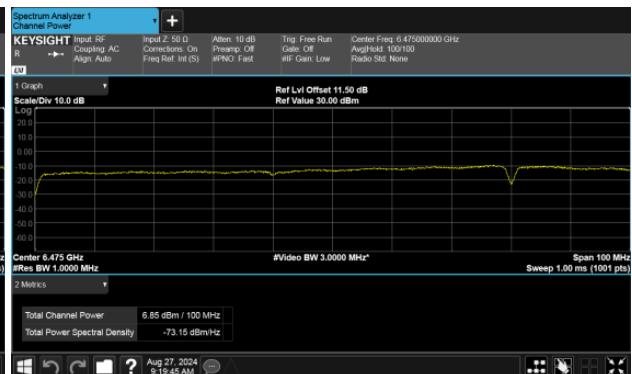 Spectrum Analyzer 1
Channel Power
+
KEYSIGHT Input: RF Input Z: 50 Ω Atten: 10 dB Trig: Free Run Center Freq: 6.475000000 GHz
R Coupling: AC Corrections: On Preamp: Off Gate: Off Avg|Hold: 100/100
Align: Auto Freq Ref: Int (S) #PNO: Fast #IF Gain: Low Radio Std: None
LXI
1 Graph
Ref Lvl Offset 11.50 dB
Scale/Div 10.0 dB Ref Value 30.00 dBm
Log
20.0
10.0
0.00
-10.0
-20.0
-30.0
-40.0
-50.0
-60.0
z Center 6.475 GHz #Video BW 3.0000 MHz* Span 100 MHz
s) #Res BW 1.0000 MHz Sweep 1.00 ms (1001 pts)
2 Metrics
Total Channel Power 6.85 dBm / 100 MHz
Total Power Spectral Density -73.15 dBm/Hz
? Aug 27, 2024
9:19:45 AM